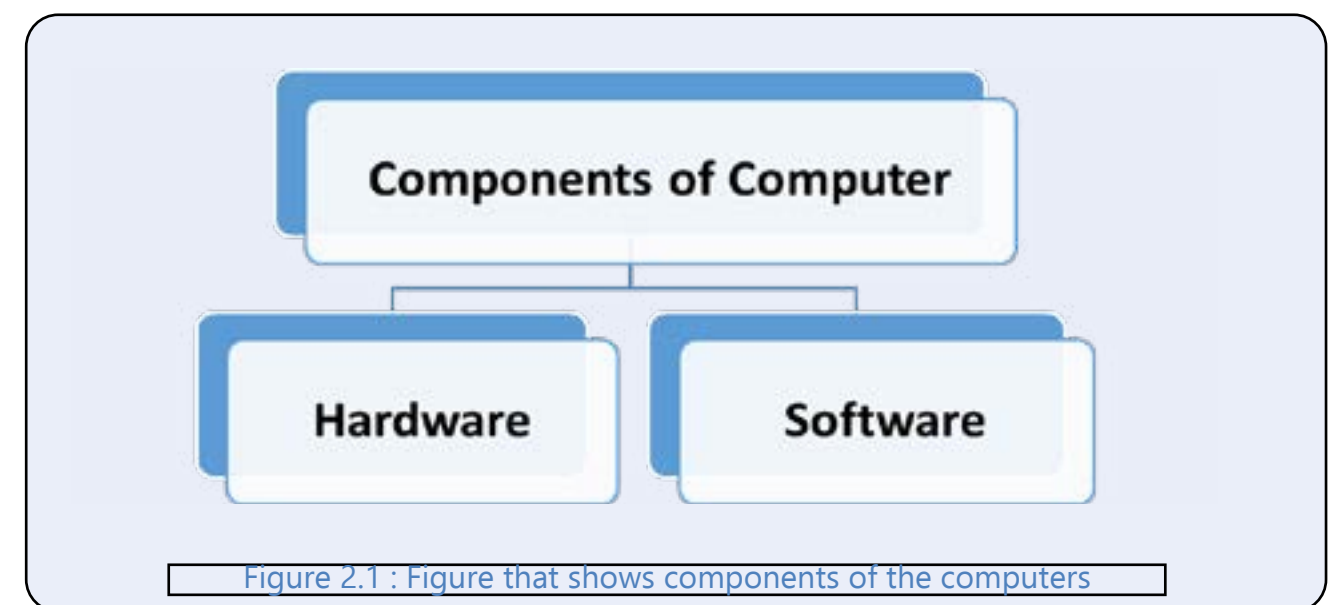 Components of Computer
Hardware
Software
Figure 2.1 : Figure that shows components of the computers